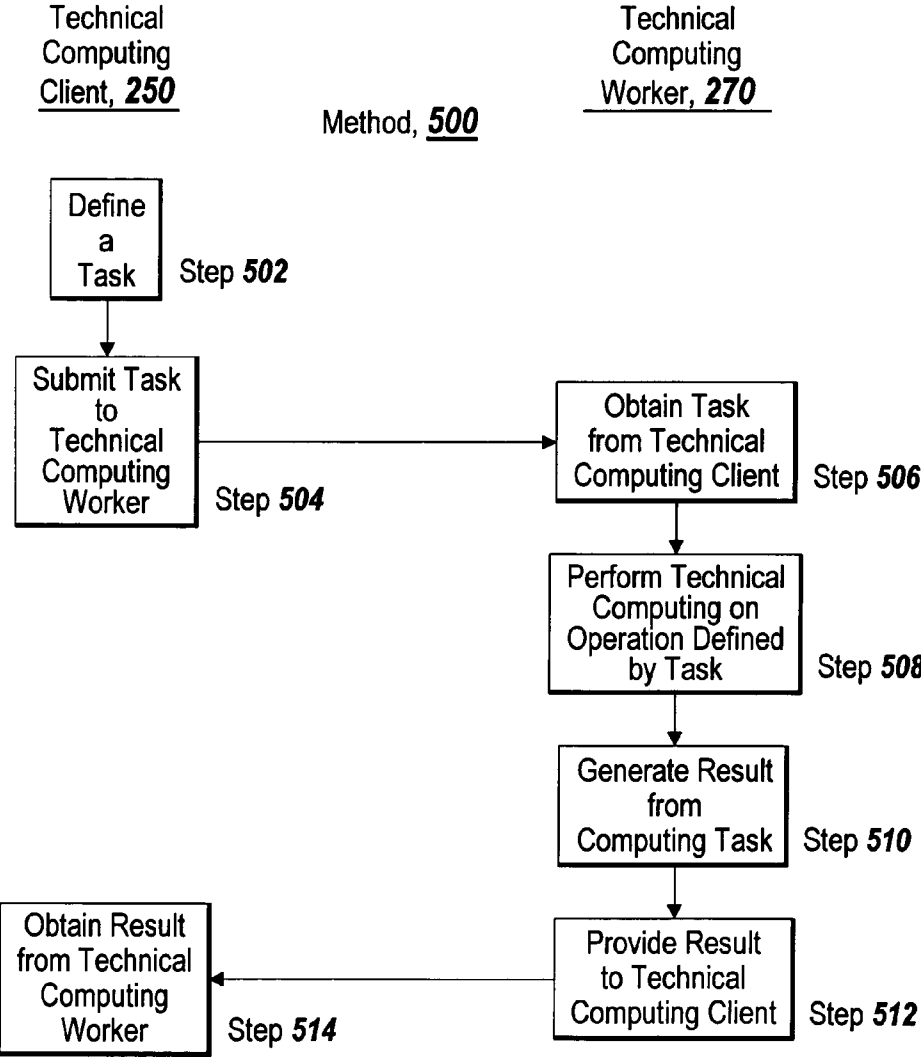 Technical
Computing
Client, 250
Technical
Computing
Worker, 270
Method, 500
Define
a
Task
Step 502
Submit Task
to
Technical
Computing
Worker
Step 504
Obtain Task
from Technical
Computing Client
Step 506
Perform Technical
Computing on
Operation Defined
by Task
Step 508
Generate Result
from
Computing Task
Step 510
Provide Result
to Technical
Computing Client
Step 512
Obtain Result
from Technical
Computing
Worker
Step 514